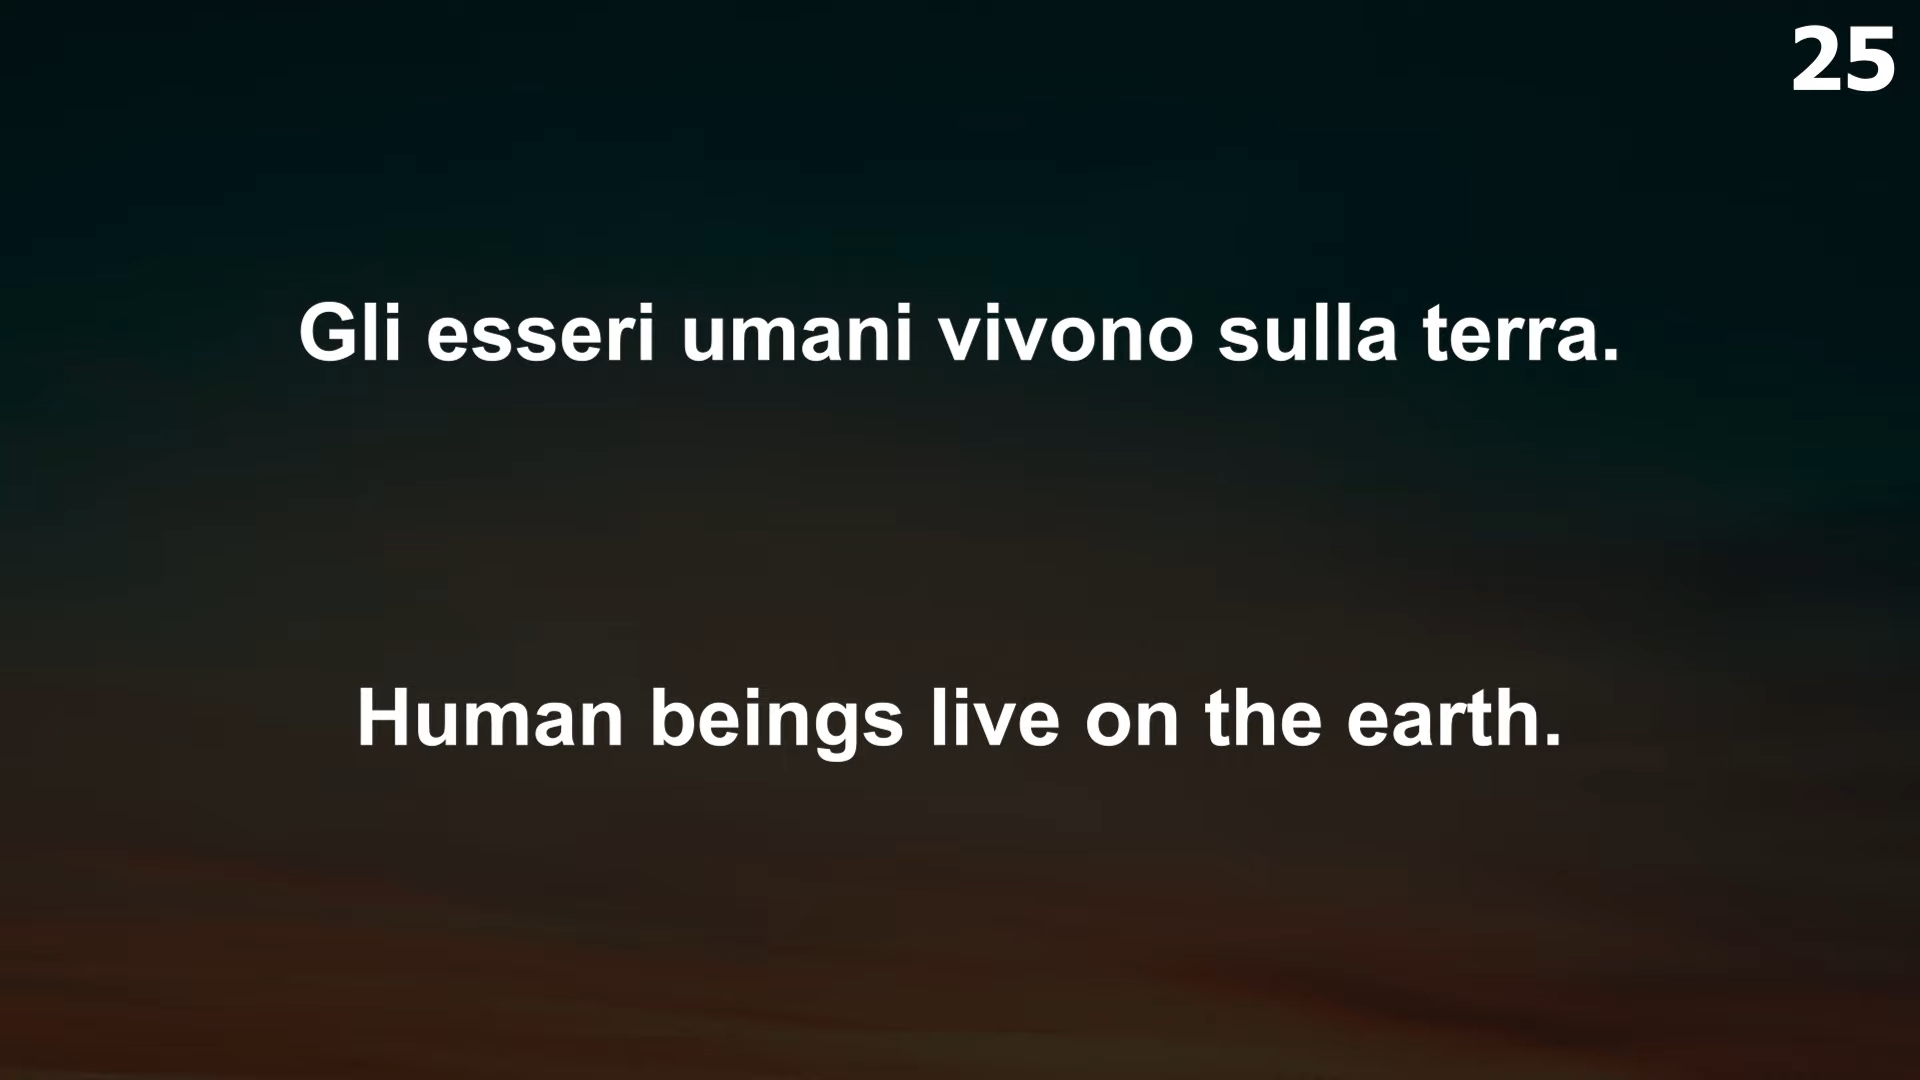 25
Gli esseri umani vivono sulla terra.
Human beings live on the earth.